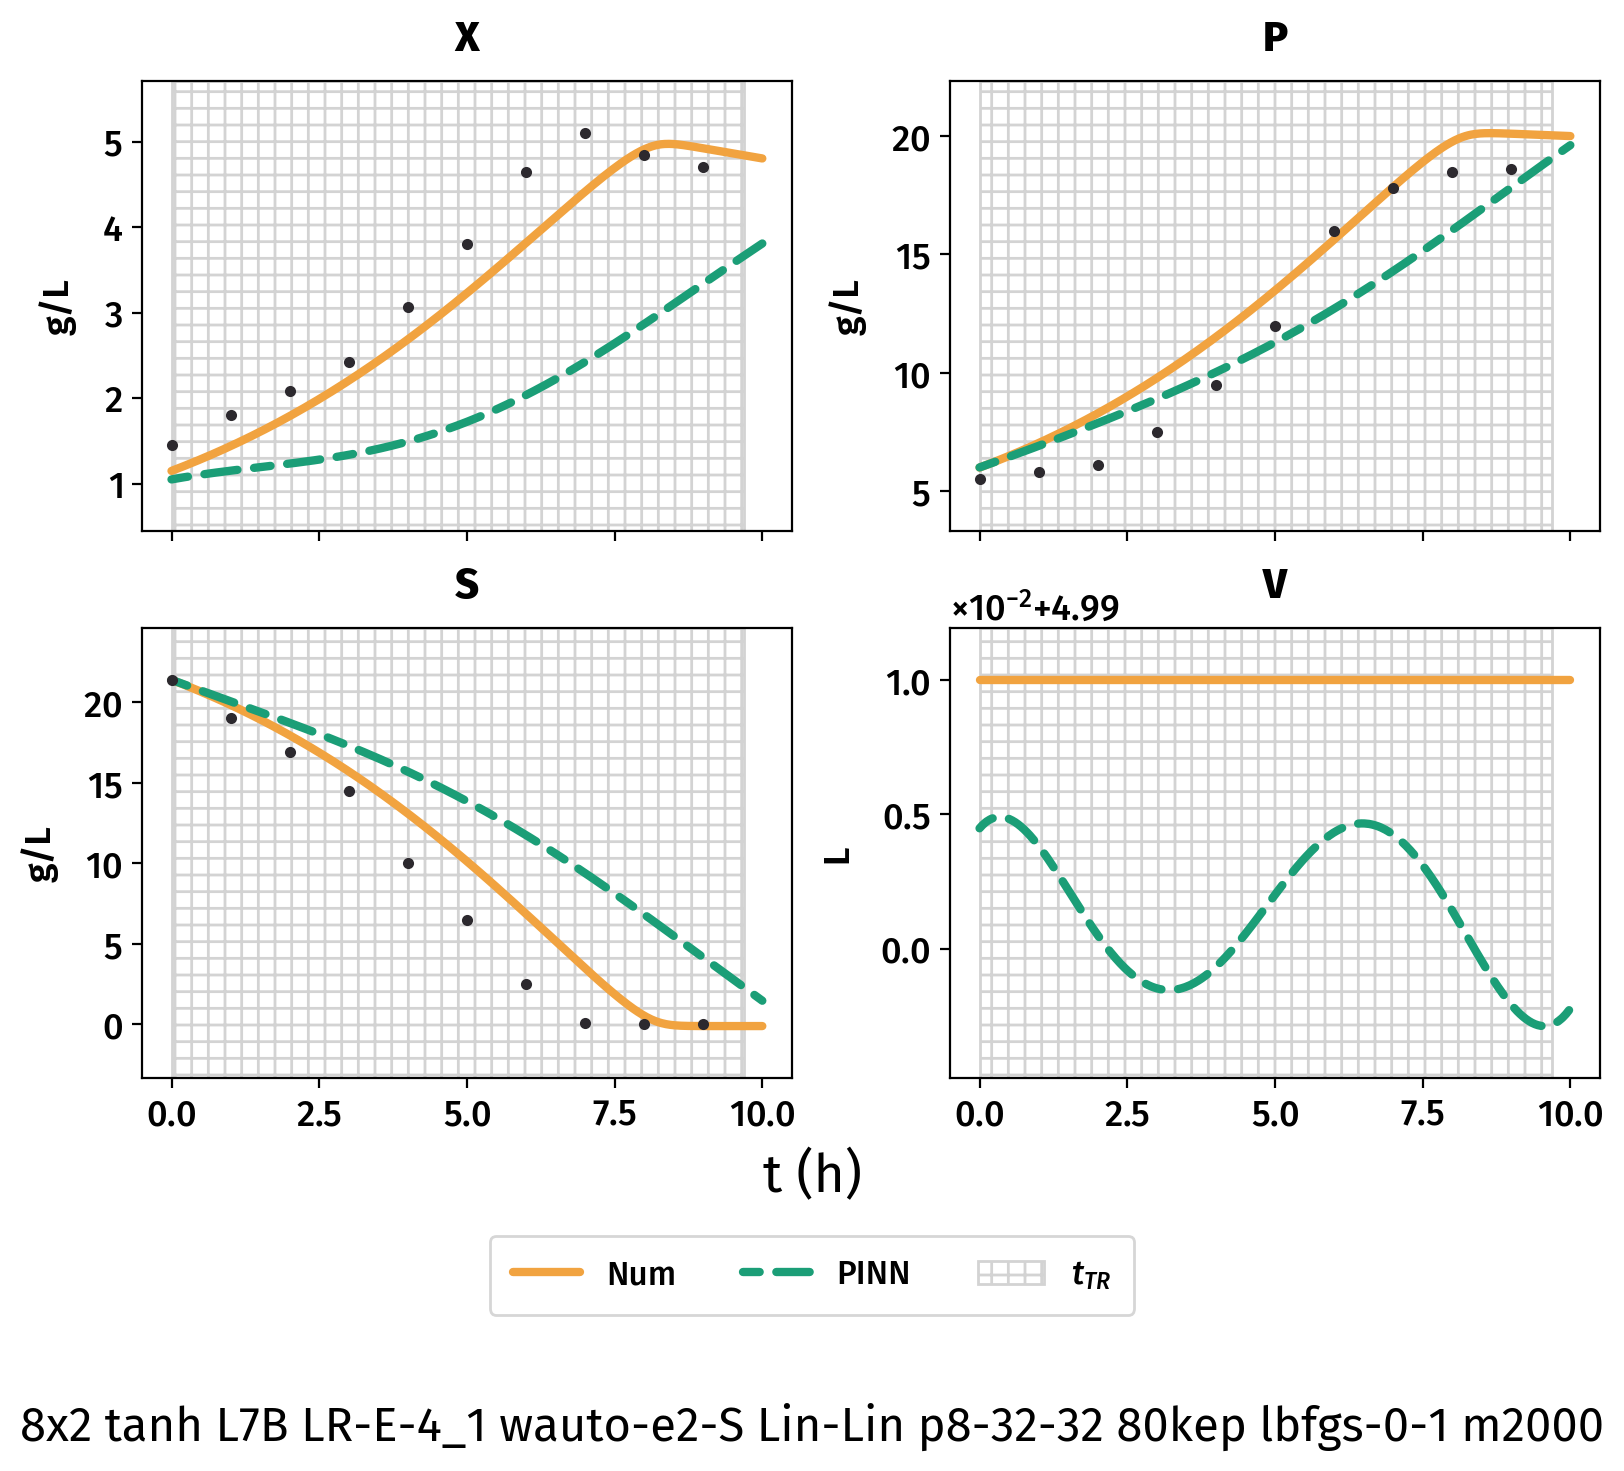 X
5
4
3
2
1
g/L
P
20
15
10
5
g/L
S
20
15
10
5
0
g/L
0.0 2.5 5.0 7.5 10.0
V
×10⁻²+4.99
1.0
0.5
0.0
L
0.0 2.5 5.0 7.5 10.0
t (h)
Num PINN t_TR
8x2 tanh L7B LR-E-4_1 wauto-e2-S Lin-Lin p8-32-32 80kep lbfgs-0-1 m2000